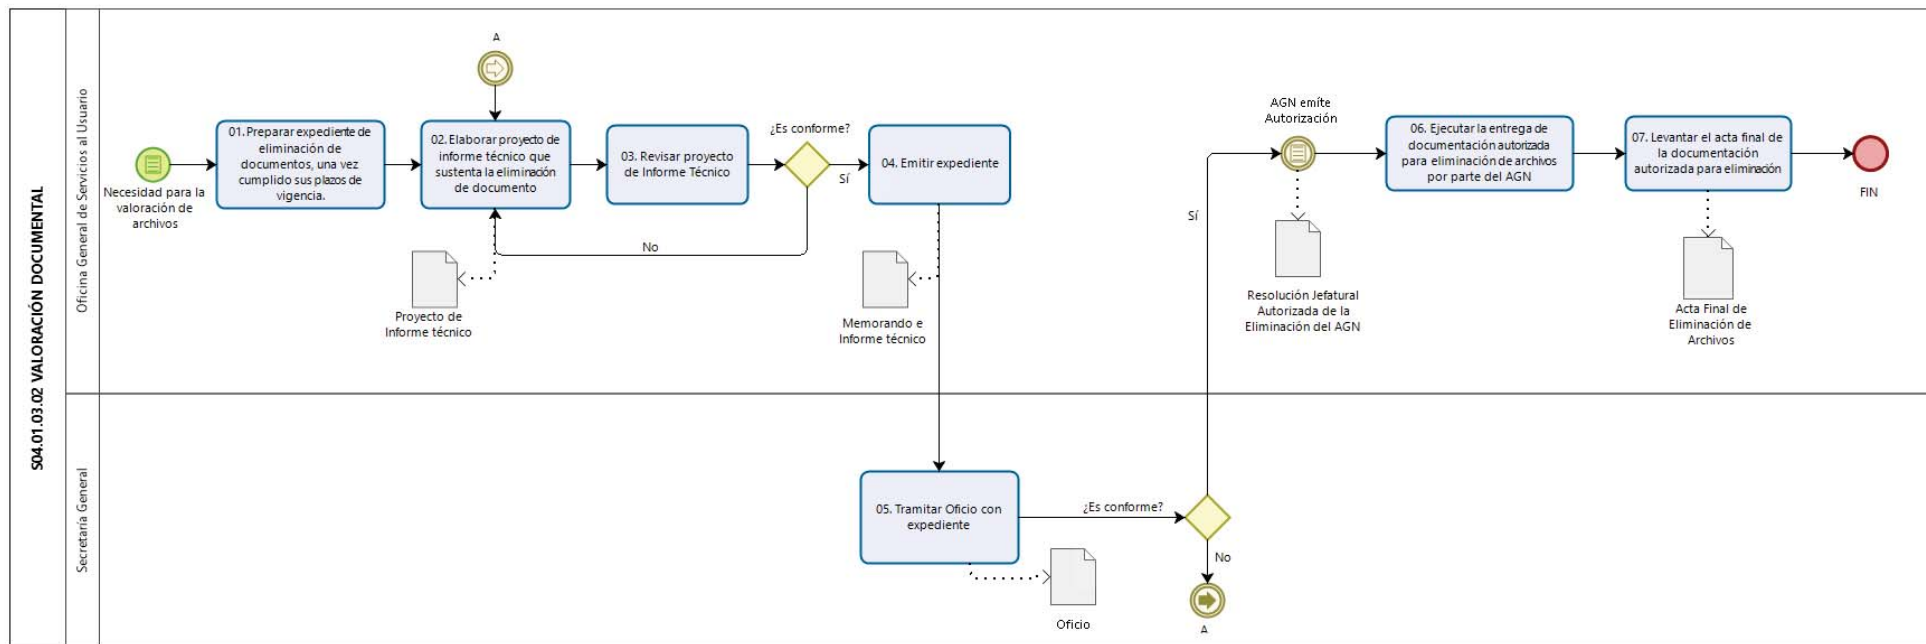 S04.01.03.02 VALORACIÓN DOCUMENTAL
Oficina General de Servicios al Usuario
Necesidad para la
valoración de
archivos
01. Preparar expediente de
eliminación de
documentos, una vez
cumplido sus plazos de
vigencia.
A
02. Elaborar proyecto de
informe técnico que
sustenta la eliminación
de documento
Proyecto de
Informe técnico
03. Revisar proyecto
de Informe Técnico
¿Es conforme?
Sí
No
04. Emitir expediente
Memorando e
Informe técnico
AGN emíte
Autorización
Sí
Resolución Jefatural
Autorizada de la
Eliminación del AGN
06. Ejecutar la entrega de
documentación autorizada
para eliminación de archivos
por parte del AGN
07. Levantar el acta final de
la documentación
autorizada para eliminación
Acta Final de
Eliminación de
Archivos
FIN
Secretaría General
05. Tramitar Oficio con
expediente
Oficio
¿Es conforme?
No
A